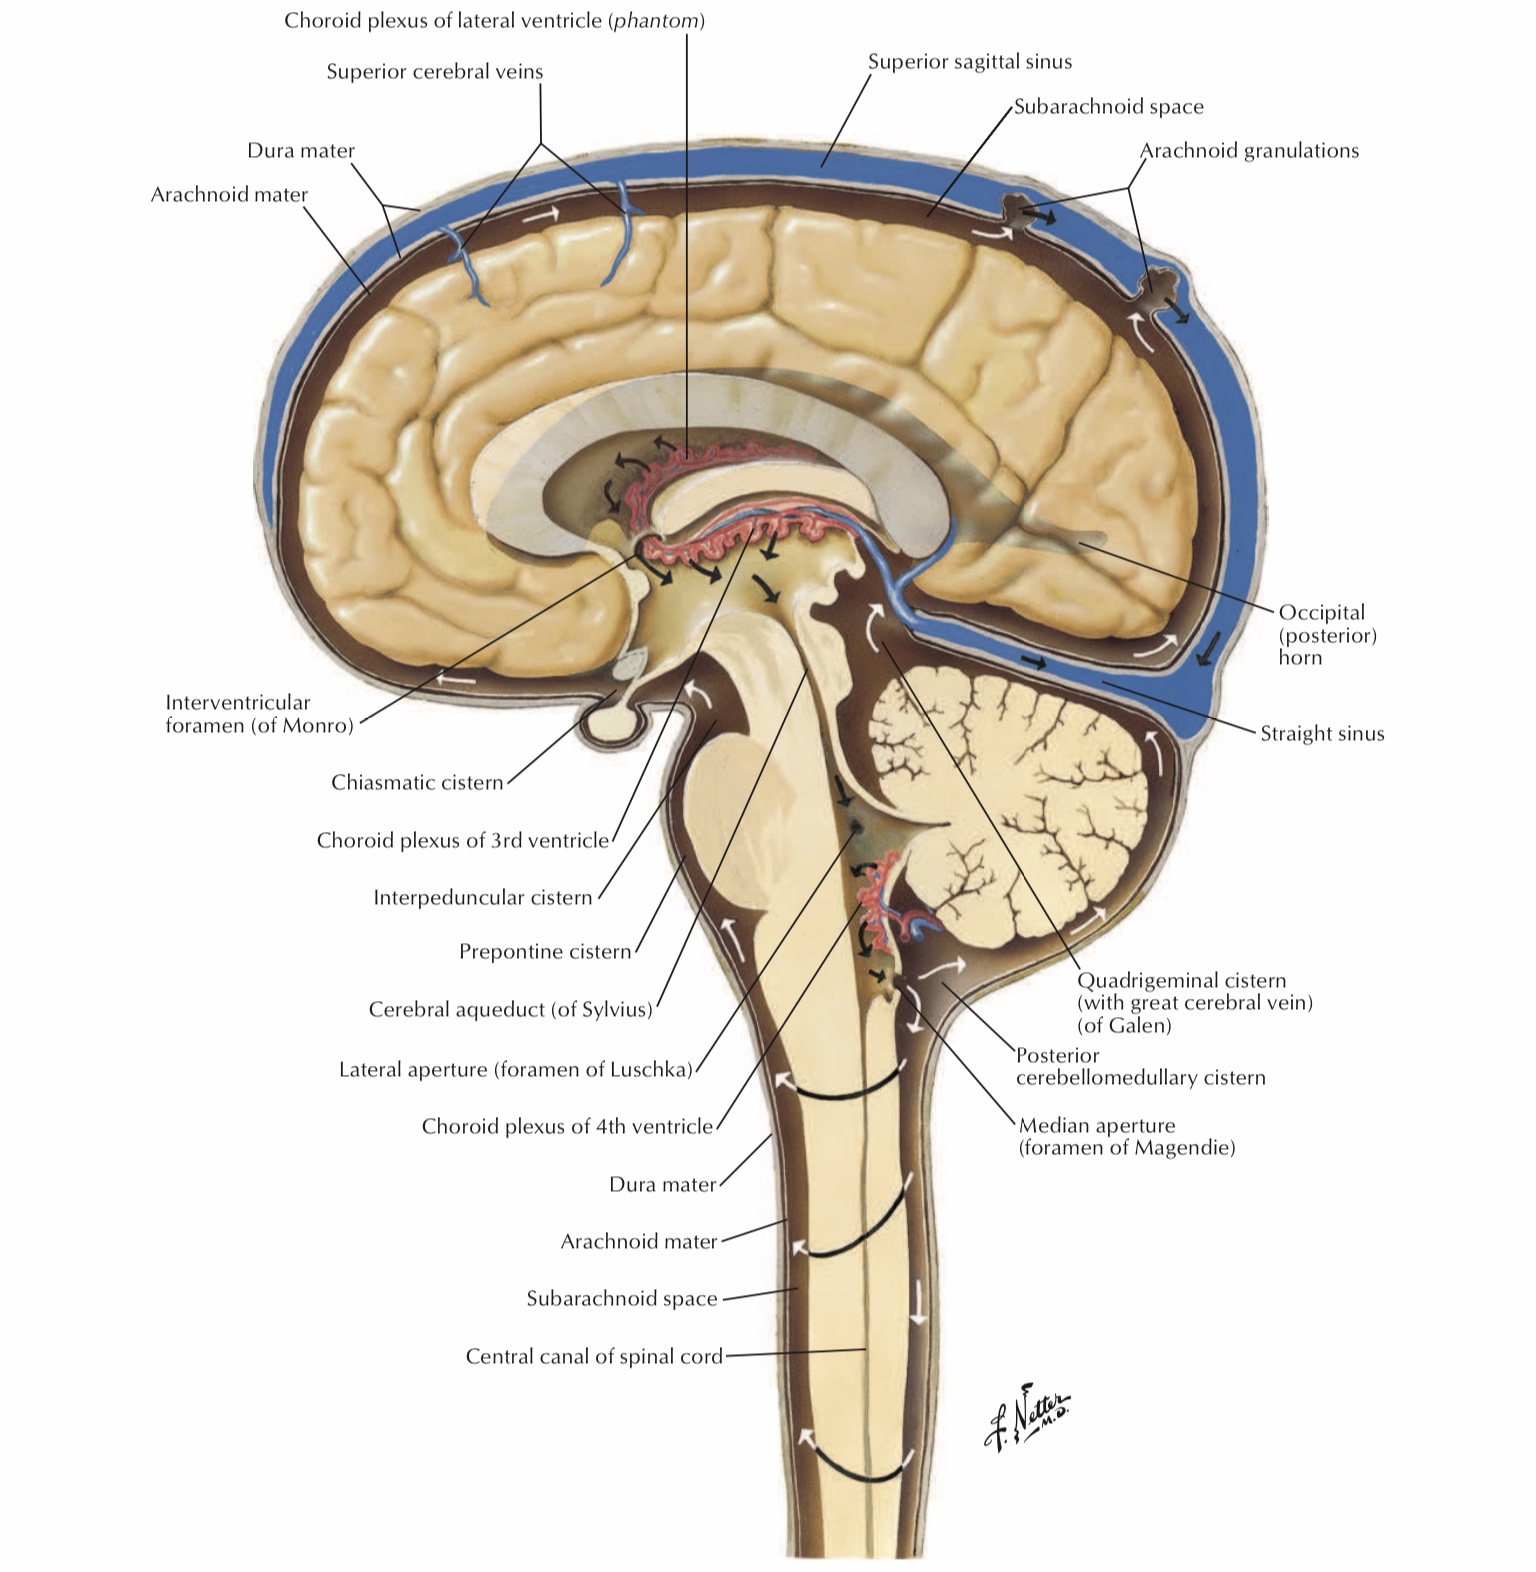 Choroid plexus of lateral ventricle (phantom)
Superior cerebral veins
Dura mater
Arachnoid mater
Superior sagittal sinus
Subarachnoid space
Arachnoid granulations
Occipital
(posterior)
horn
Straight sinus
Interventricular
foramen (of Monro)
Chiasmatic cistern
Choroid plexus of 3rd ventricle
Interpeduncular cistern
Prepontine cistern
Cerebral aqueduct (of Sylvius)
Lateral aperture (foramen of Luschka)
Choroid plexus of 4th ventricle
Dura mater
Arachnoid mater
Subarachnoid space
Central canal of spinal cord
Quadrigeminal cistern
(with great cerebral vein)
(of Galen)
Posterior
cerebellomedullary cistern
Median aperture
(foramen of Magendie)
F. Netter
M.D.